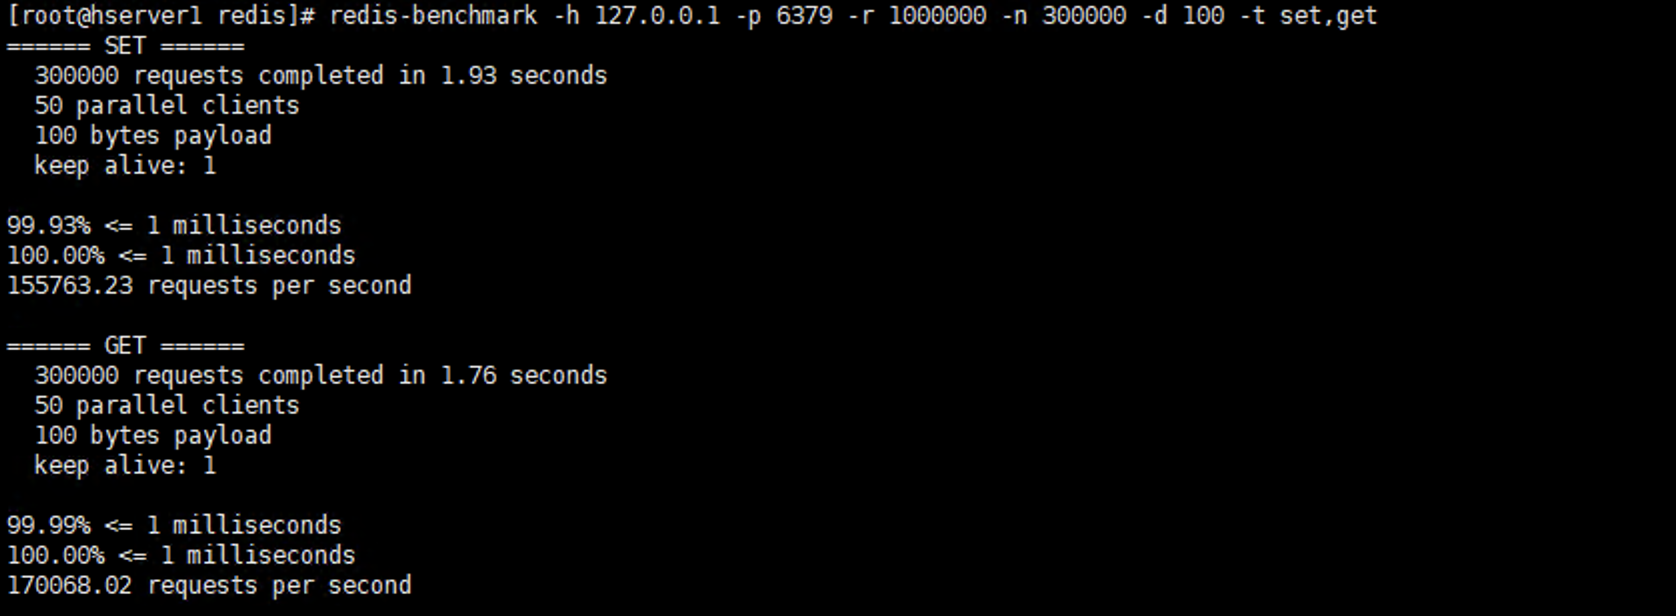 [root@hserver1 redis]# redis-benchmark -h 127.0.0.1 -p 6379 -r 1000000 -n 300000 -d 100 -t set,get
====== SET ======
  300000 requests completed in 1.93 seconds
  50 parallel clients
  100 bytes payload
  keep alive: 1

99.93% <= 1 milliseconds
100.00% <= 1 milliseconds
155763.23 requests per second

====== GET ======
  300000 requests completed in 1.76 seconds
  50 parallel clients
  100 bytes payload
  keep alive: 1

99.99% <= 1 milliseconds
100.00% <= 1 milliseconds
170068.02 requests per second